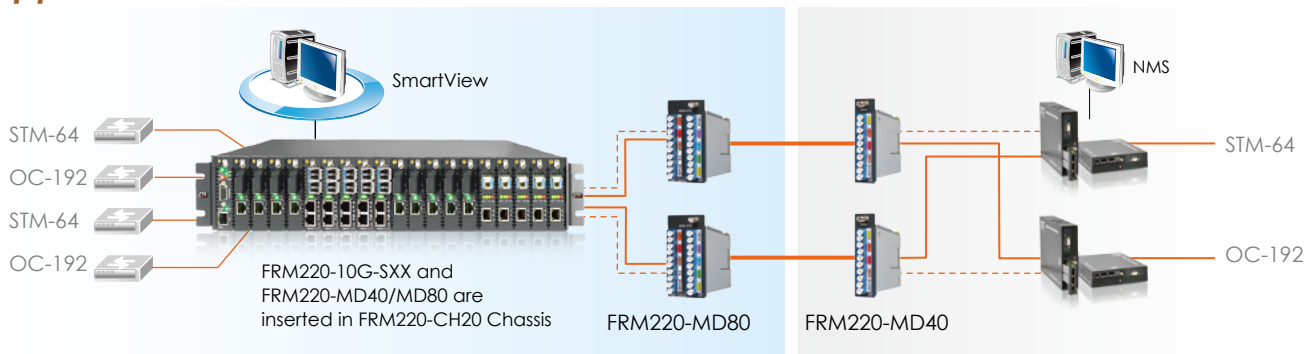 SmartView
NMS
STM-64
OC-192
STM-64
OC-192
FRM220-10G-SXX and
FRM220-MD40/MD80 are
inserted in FRM220-CH20 Chassis
FRM220-MD80
FRM220-MD40
STM-64
OC-192